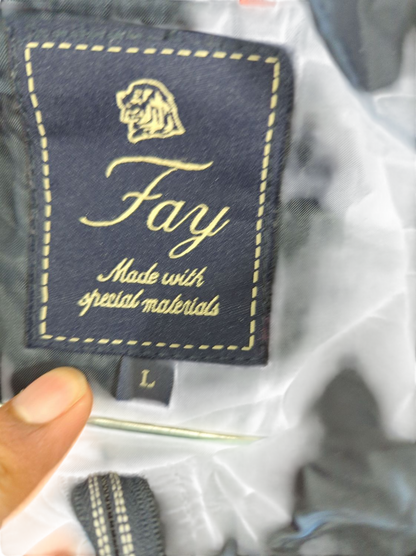 Fay
Made with
special materials
L